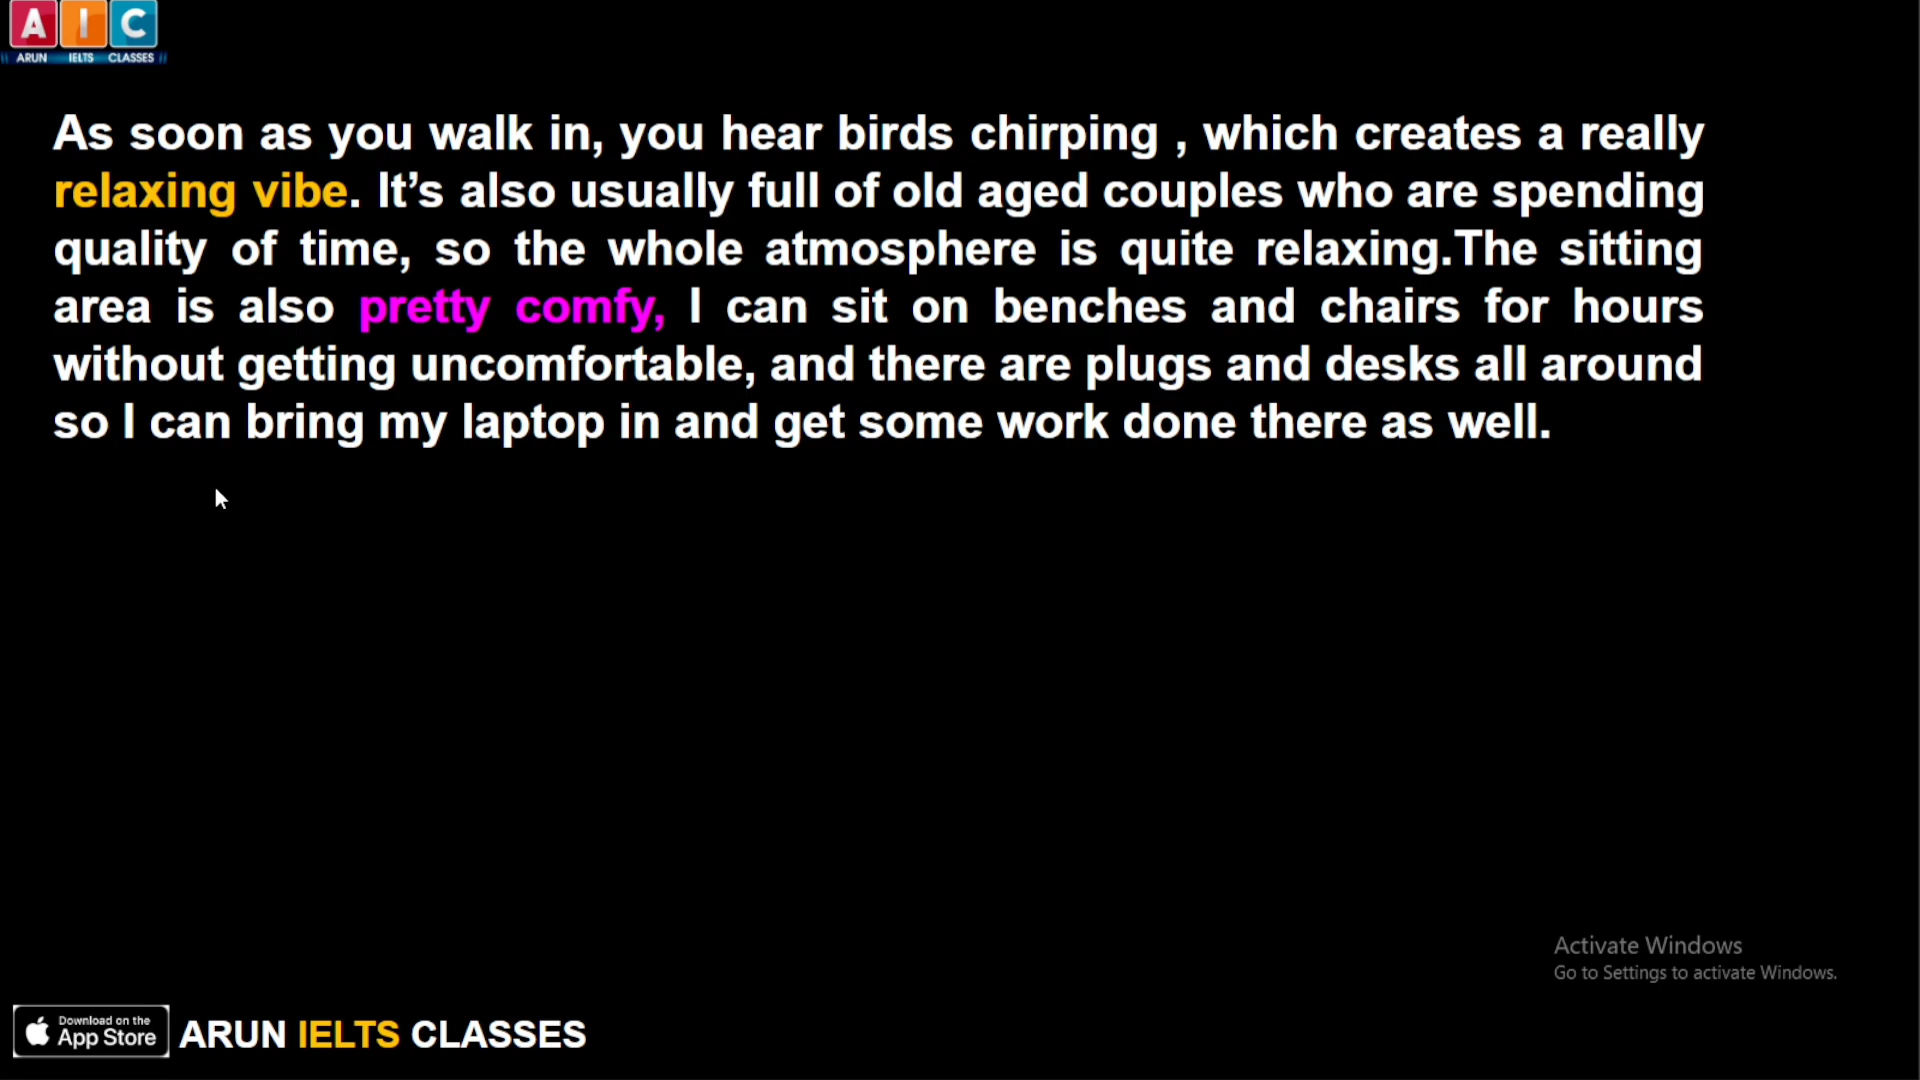 A I C
ARUN IELTS CLASSES
As soon as you walk in, you hear birds chirping , which creates a really
relaxing vibe. It’s also usually full of old aged couples who are spending
quality of time, so the whole atmosphere is quite relaxing.The sitting
area is also pretty comfy, I can sit on benches and chairs for hours
without getting uncomfortable, and there are plugs and desks all around
so I can bring my laptop in and get some work done there as well.
Activate Windows
Go to Settings to activate Windows.
Download on the
App Store
ARUN IELTS CLASSES